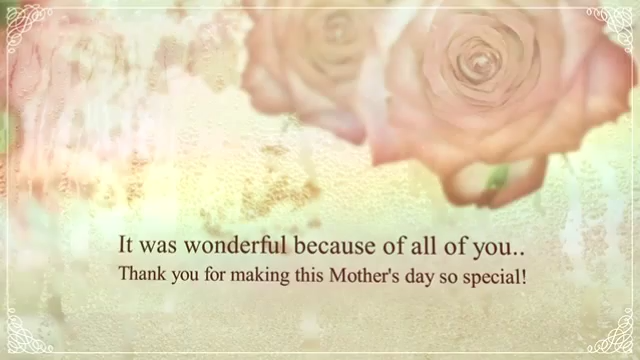 It was wonderful because of all of you..
Thank you for making this Mother's day so special!